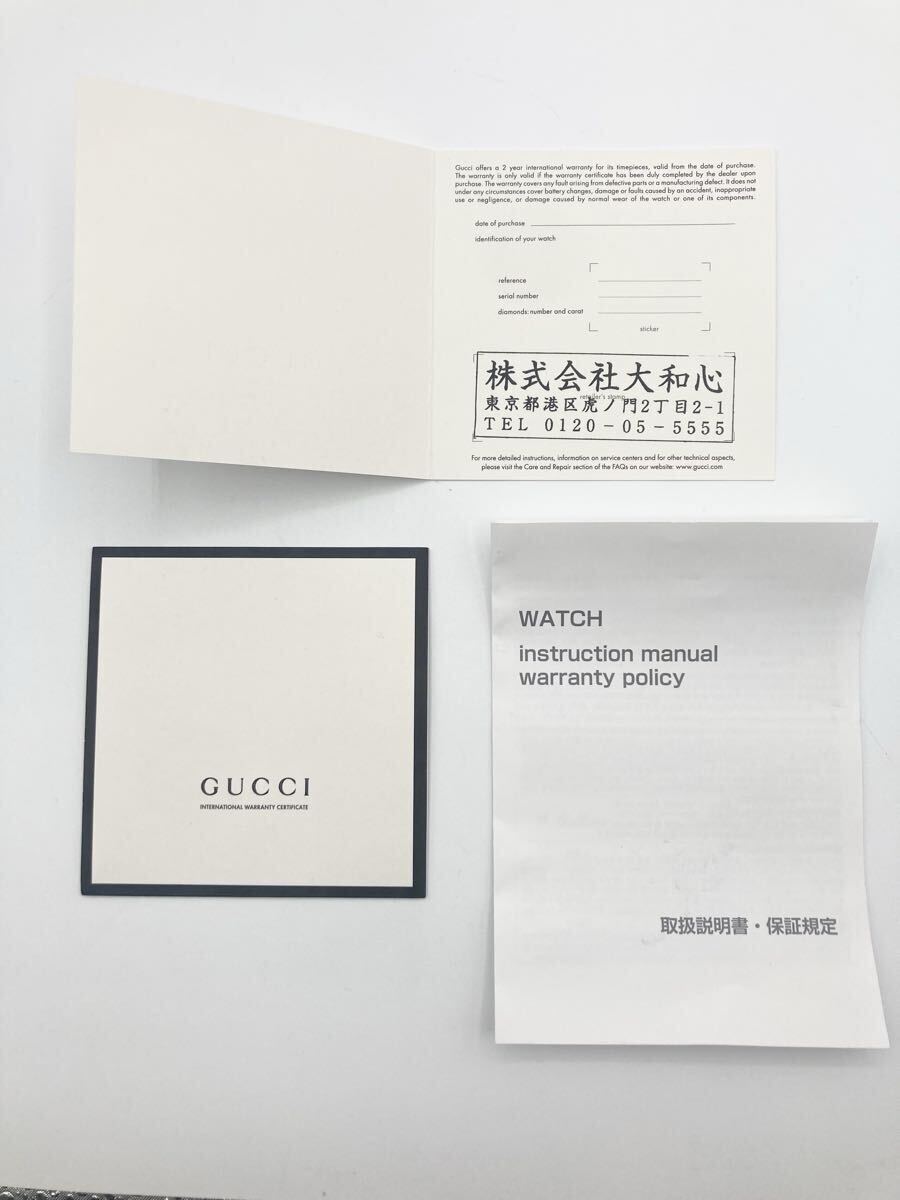 Gucci offers a 2 year international warranty for its timepieces, valid from the date of purchase.
The warranty is only valid if the warranty certificate has been duly completed by the dealer upon
purchase. The warranty covers any fault arising from defective parts or a manufacturing defect. It does not
under any circumstances cover battery changes, damage or faults caused by an accident, inappropriate
use or negligence, or damage caused by normal wear of the watch or one of its components.
date of purchase
identification of your watch
reference
serial number
diamonds: number and carat
sticker
株式会社大和心
retailer's stamp
東京都港区虎ノ門2丁目2-1
TEL 0120-05-5555
For more detailed instructions, information on service centers and for other technical aspects,
please visit the Care and Repair section of the FAQs on our website: www.gucci.com
GUCCI
INTERNATIONAL WARRANTY CERTIFICATE
WATCH
instruction manual
warranty policy
取扱説明書・保証規定